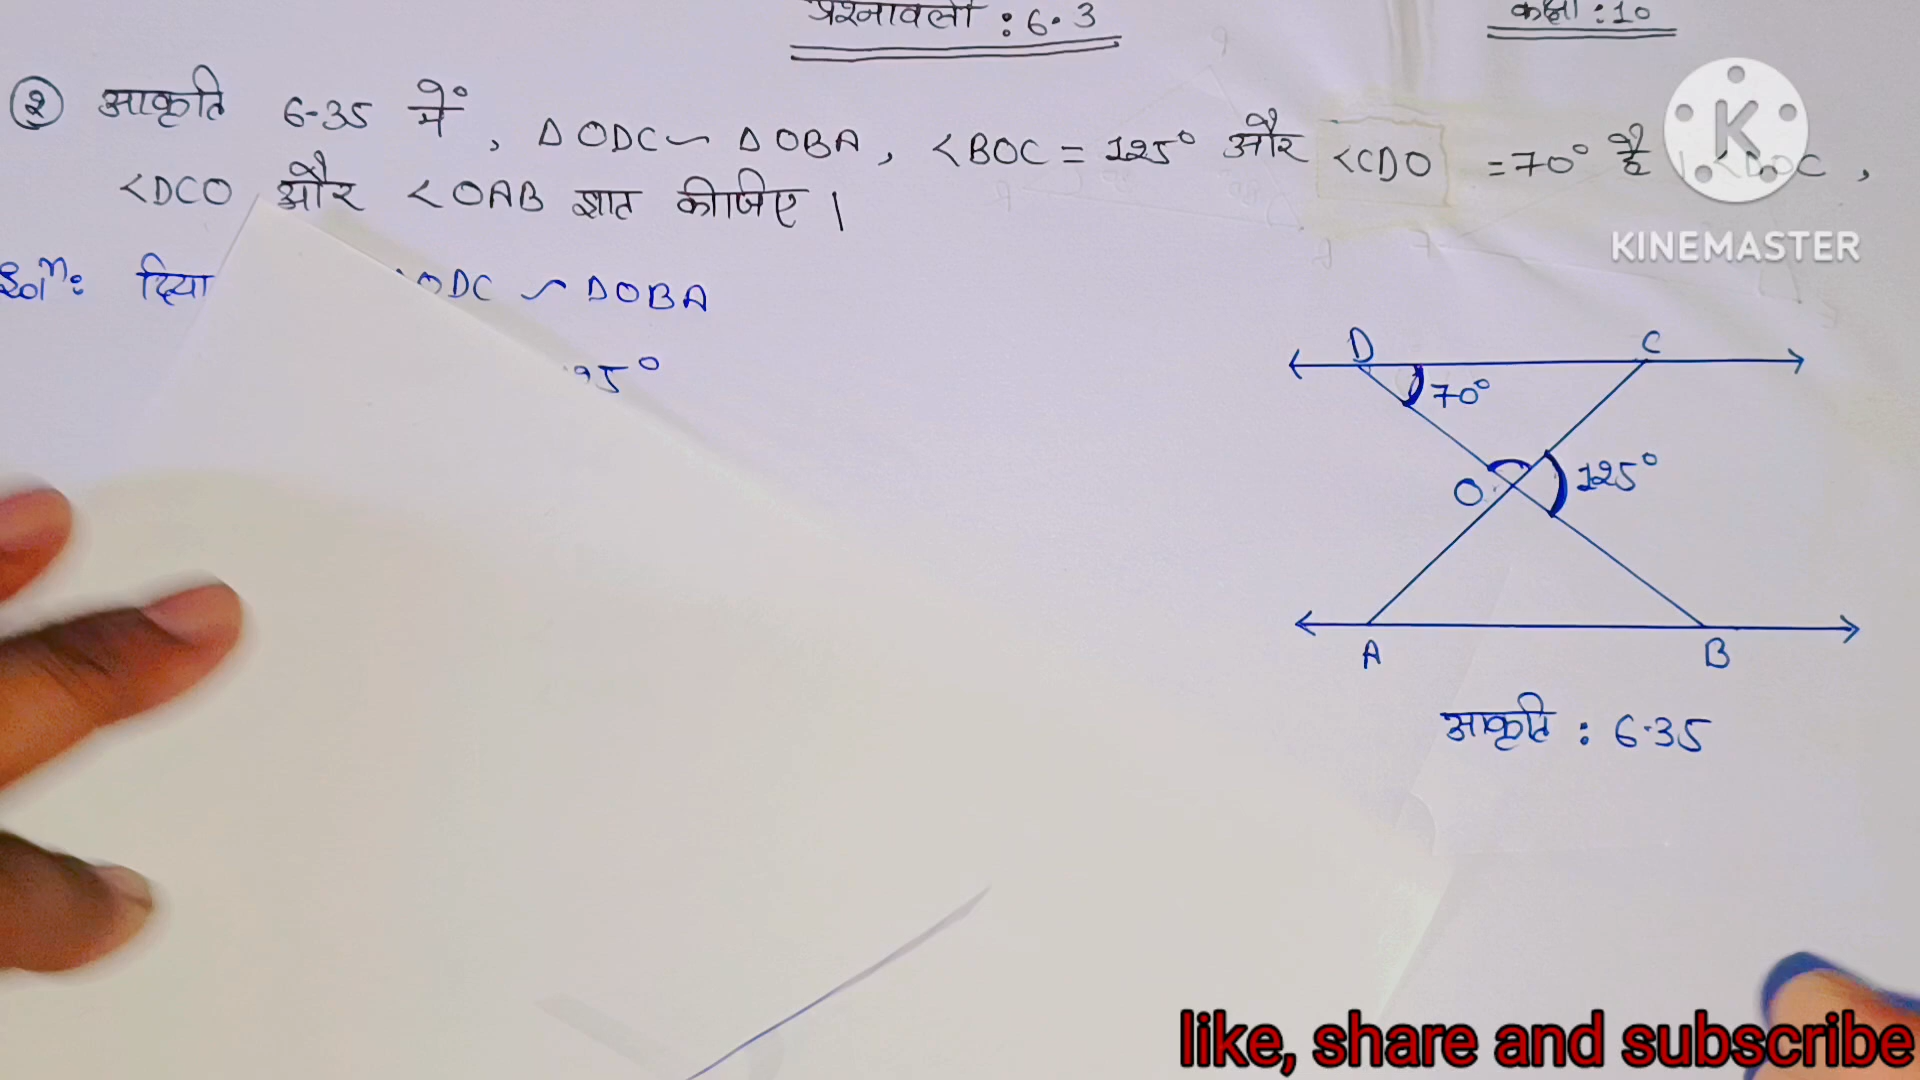 प्रश्नावली : 6.3
कक्षा : 10
② आकृति 6.35 में, ΔODC ~ ΔOBA, <BOC = 125° और <CDO = 70° है। <DOC,
<DCO और <OAB ज्ञात कीजिए।
Solⁿ: दिया ODC ~ ΔOBA
25°
KINEMASTER
D
C
70°
O
125°
A
B
आकृति : 6.35
like, share and subscribe